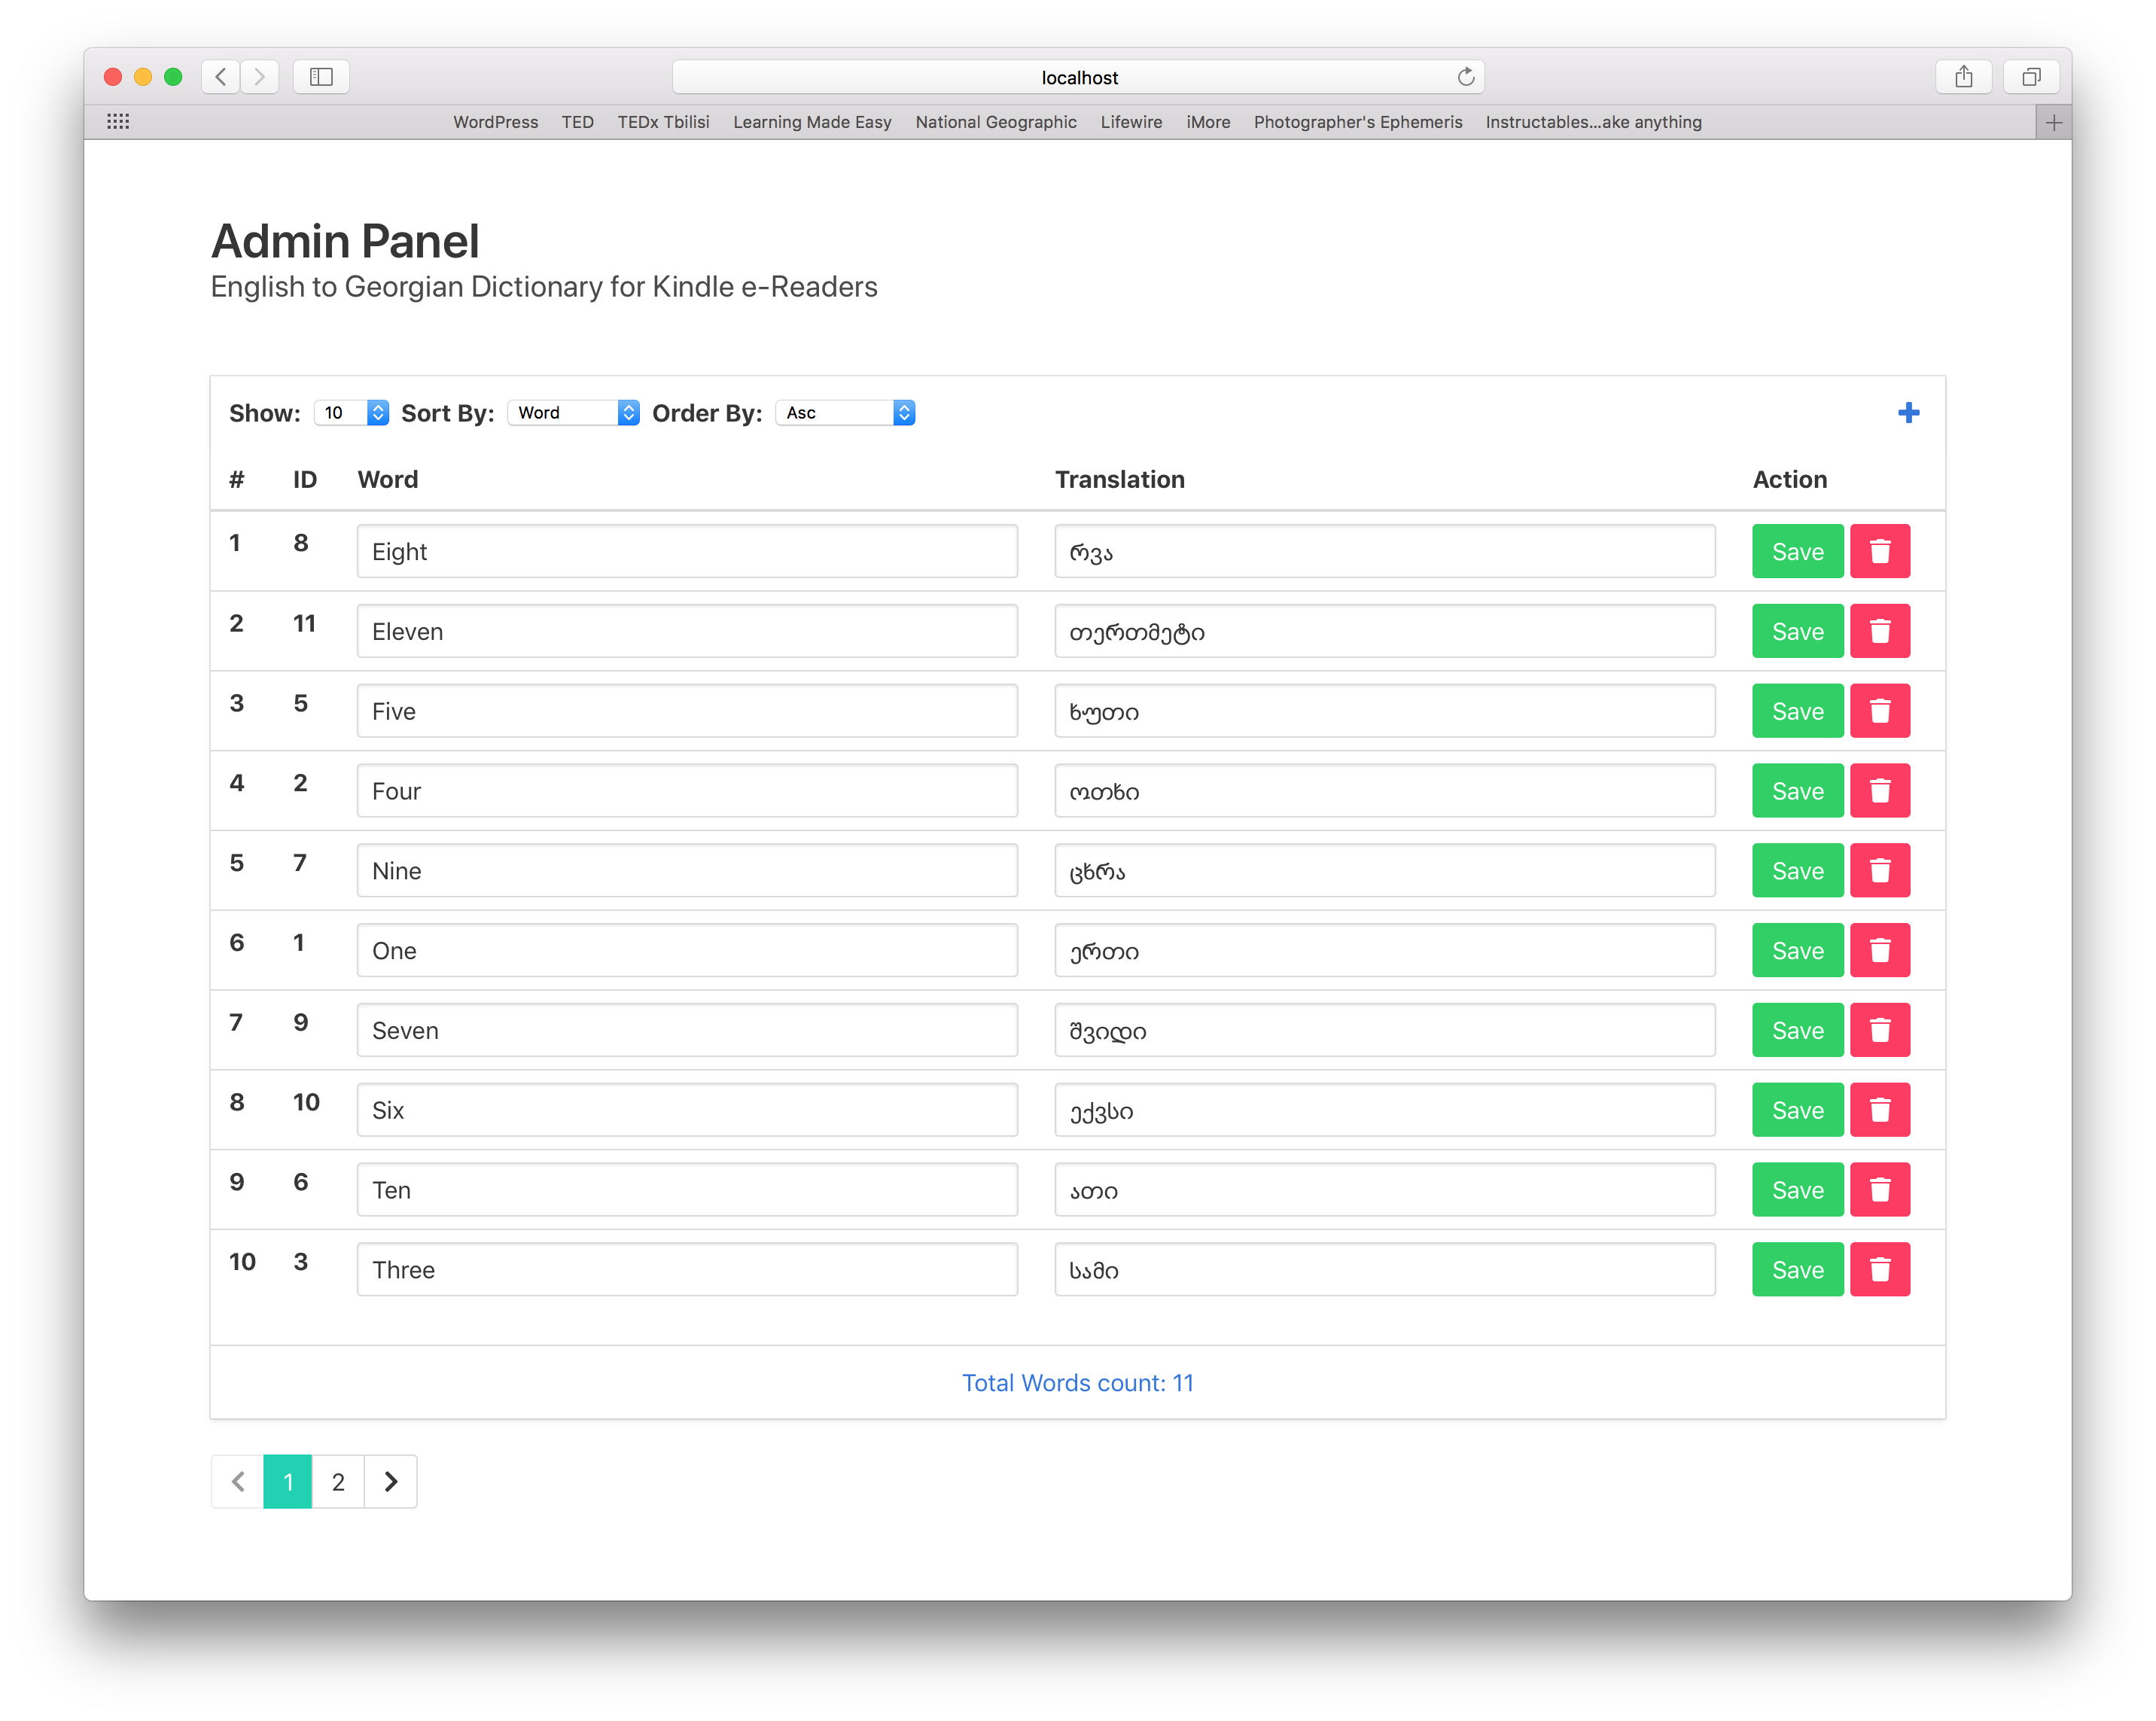 localhost
WordPress TED TEDx Tbilisi Learning Made Easy National Geographic Lifewire iMore Photographer's Ephemeris Instructables...ake anything
Admin Panel
English to Georgian Dictionary for Kindle e-Readers
Show: 10 Sort By: Word Order By: Asc
# ID Word Translation Action
1 8 Eight რვა Save
2 11 Eleven თერთმეტი Save
3 5 Five ხუთი Save
4 2 Four ოთხი Save
5 7 Nine ცხრა Save
6 1 One ერთი Save
7 9 Seven შვიდი Save
8 10 Six ექვსი Save
9 6 Ten ათი Save
10 3 Three სამი Save
Total Words count: 11
1 2